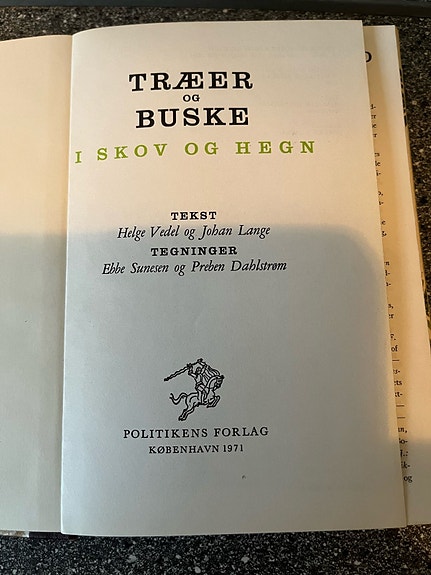 TRÆER
OG
BUSKE
I SKOV OG HEGN
TEKST
Helge Vedel og Johan Lange
TEGNINGER
Ebbe Sunesen og Preben Dahlstrøm
POLITIKENS FORLAG
KØBENHAVN 1971